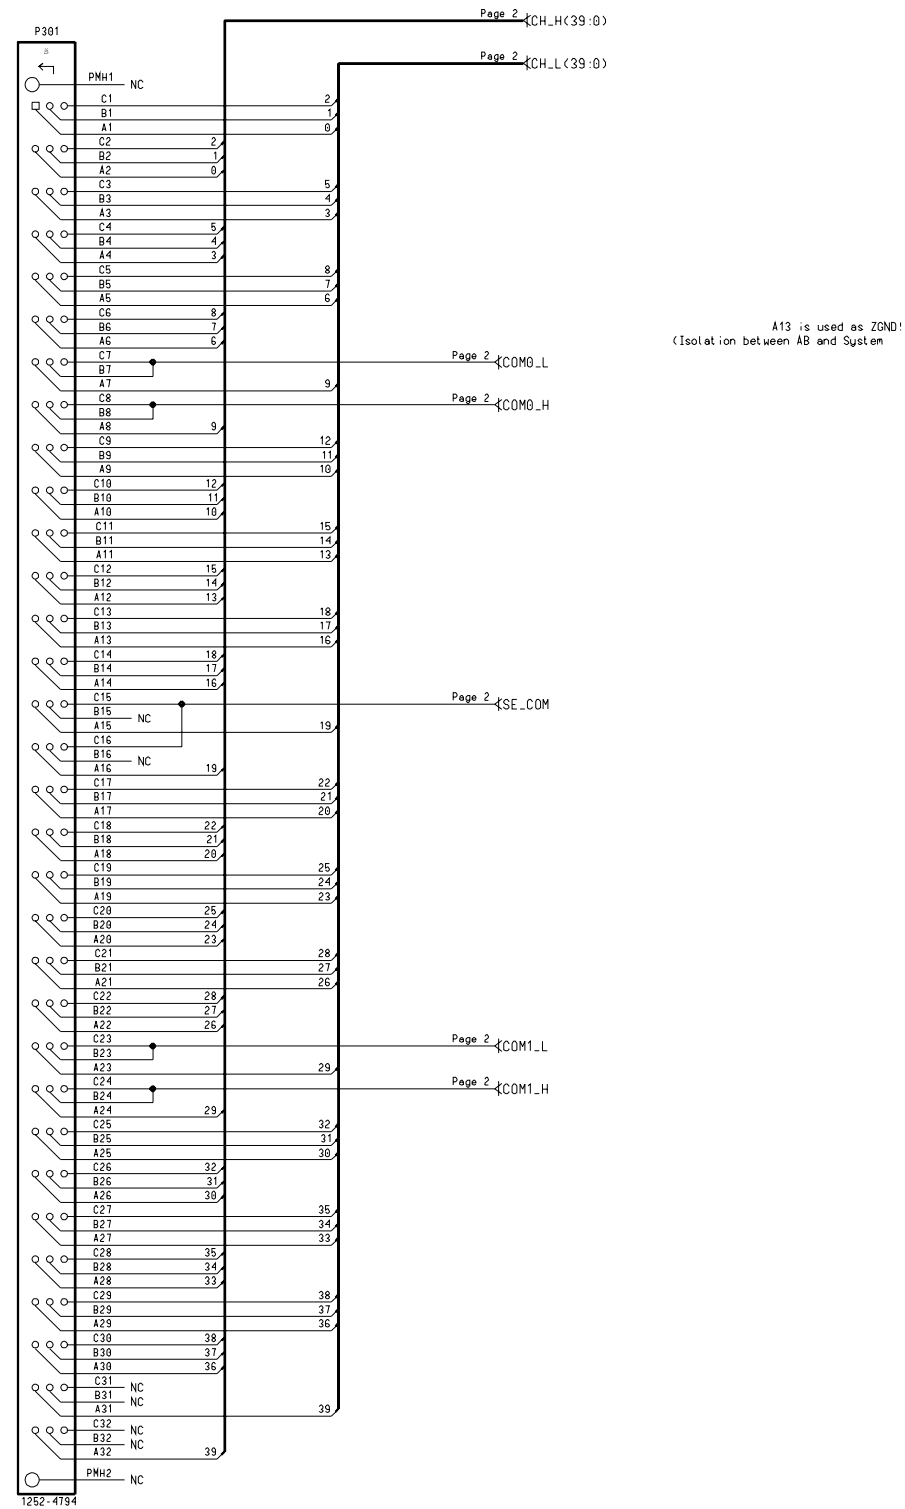 Page 2 CH_H(39:0)
P301
Page 2 CH_L(39:0)
PMH1 NC
C1 2
B1 1
A1 0
C2 2
B2 1
A2 0
C3 5
B3 4
A3 3
C4 5
B4 4
A4 3
C5 8
B5 7
A5 6
C6 8
B6 7
A6 6
A13 is used as ZGND!
(Isolation between AB and System
C7 Page 2 COM0_L
B7
A7 9
C8 Page 2 COM0_H
B8
A8 9
C9 12
B9 11
A9 10
C10 12
B10 11
A10 10
C11 15
B11 14
A11 13
C12 15
B12 14
A12 13
C13 18
B13 17
A13 16
C14 18
B14 17
A14 16
C15 Page 2 SE_COM
B15 NC
A15 19
C16
B16 NC
A16 19
C17 22
B17 21
A17 20
C18 22
B18 21
A18 20
C19 25
B19 24
A19 23
C20 25
B20 24
A20 23
C21 28
B21 27
A21 26
C22 28
B22 27
A22 26
C23 Page 2 COM1_L
B23
A23 29
C24 Page 2 COM1_H
B24
A24 29
C25 32
B25 31
A25 30
C26 32
B26 31
A26 30
C27 35
B27 34
A27 33
C28 35
B28 34
A28 33
C29 38
B29 37
A29 36
C30 38
B30 37
A30 36
C31 NC
B31 NC
A31 39
C32 NC
B32 NC
A32 39
PMH2 NC
1252-4794